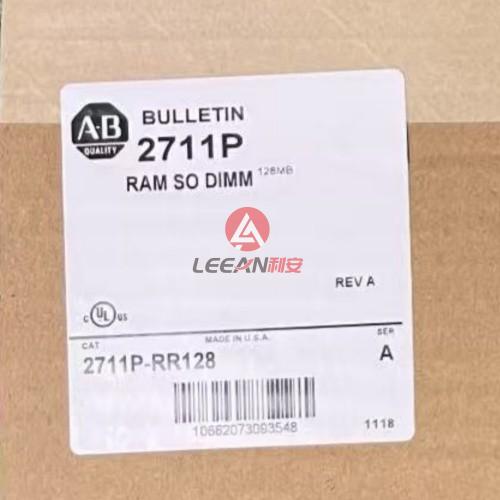 A-B
QUALITY
BULLETIN
2711P
RAM SO DIMM 128MB
LEEAN利安
REV A
c UL us
MADE IN U.S.A.
CAT
SER
2711P-RR128
A
10662073093548
1118